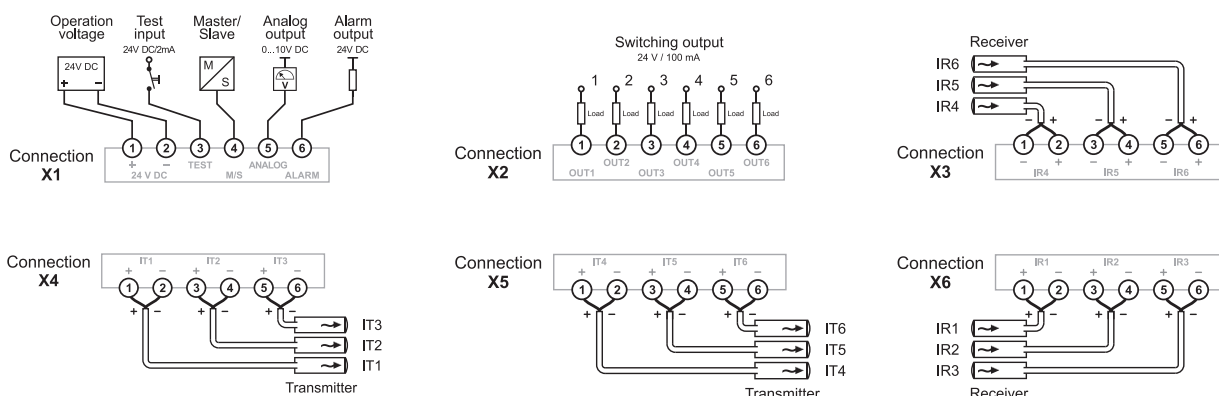 Operation voltage
Test input
24V DC/2mA
Master/ Slave
Analog output
0...10V DC
Alarm output
24V DC
24V DC
+ −
M
S
V
1 2 3 4 5 6
Connection X1
+ − TEST ANALOG
24 V DC M/S ALARM
Switching output
24 V / 100 mA
1 2 3 4 5 6
Load Load Load Load Load Load
1 2 3 4 5 6
Connection X2
OUT2 OUT4 OUT6
OUT1 OUT3 OUT5
Receiver
IR6
IR5
IR4
− + − + − +
1 2 3 4 5 6
Connection X3
− + − + − +
IR4 IR5 IR6
Connection X4
IT1 IT2 IT3
+ − + − + −
1 2 3 4 5 6
+ − + − + −
IT3
IT2
IT1
Transmitter
Connection X5
IT4 IT5 IT6
+ − + − + −
1 2 3 4 5 6
+ − + − + −
IT6
IT5
IT4
Transmitter
Connection X6
IR1 IR2 IR3
+ − + − + −
1 2 3 4 5 6
+ − + − + −
IR1
IR2
IR3
Receiver